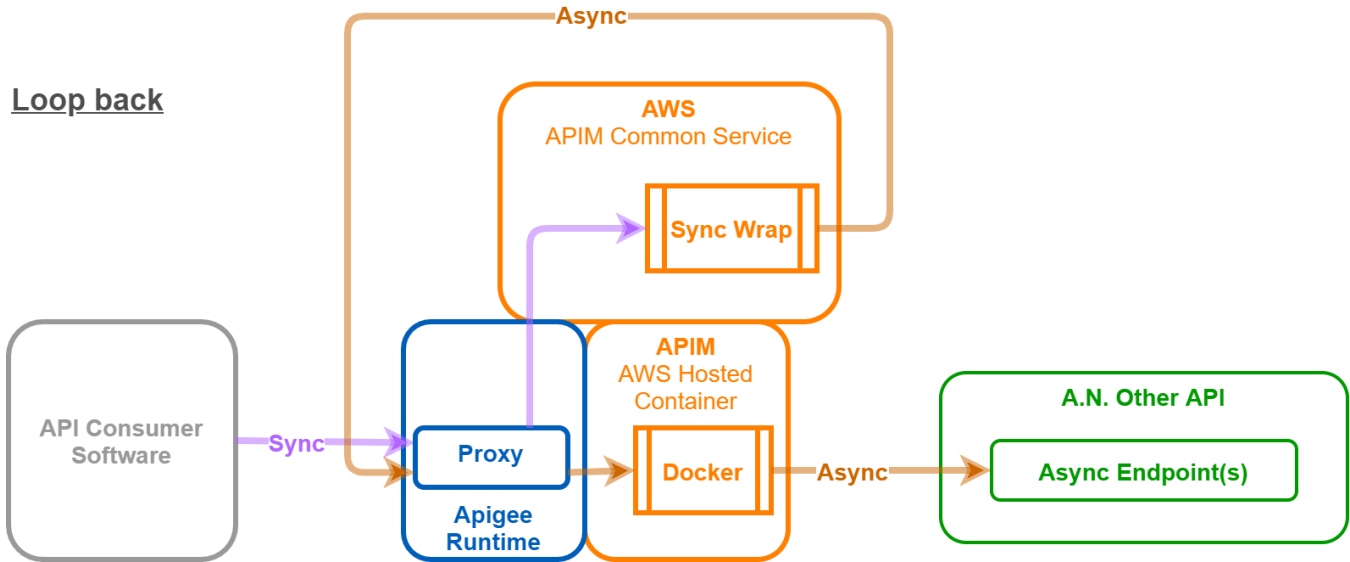 Async
Loop back
AWS
APIM Common Service
Sync Wrap
API Consumer
Software
Sync
Proxy
Apigee
Runtime
APIM
AWS Hosted
Container
Docker
Async
A.N. Other API
Async Endpoint(s)